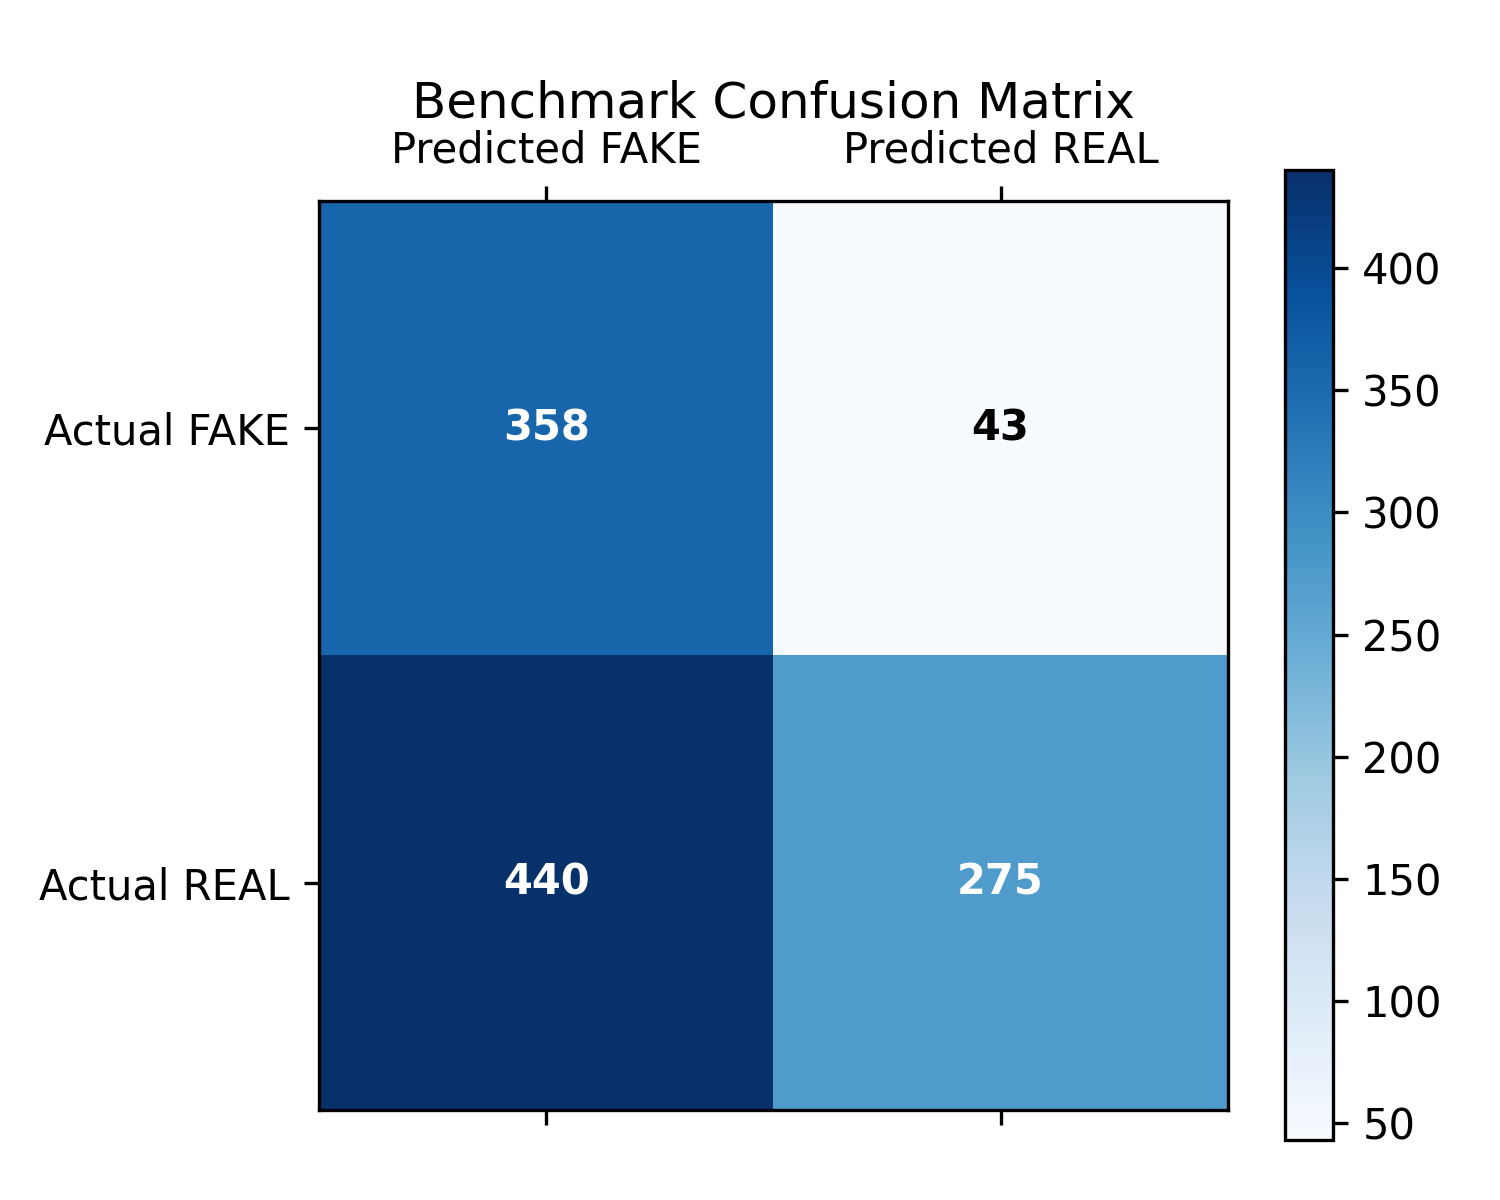 Benchmark Confusion Matrix
Predicted FAKE Predicted REAL
Actual FAKE 358 43
Actual REAL 440 275
400
350
300
250
200
150
100
50